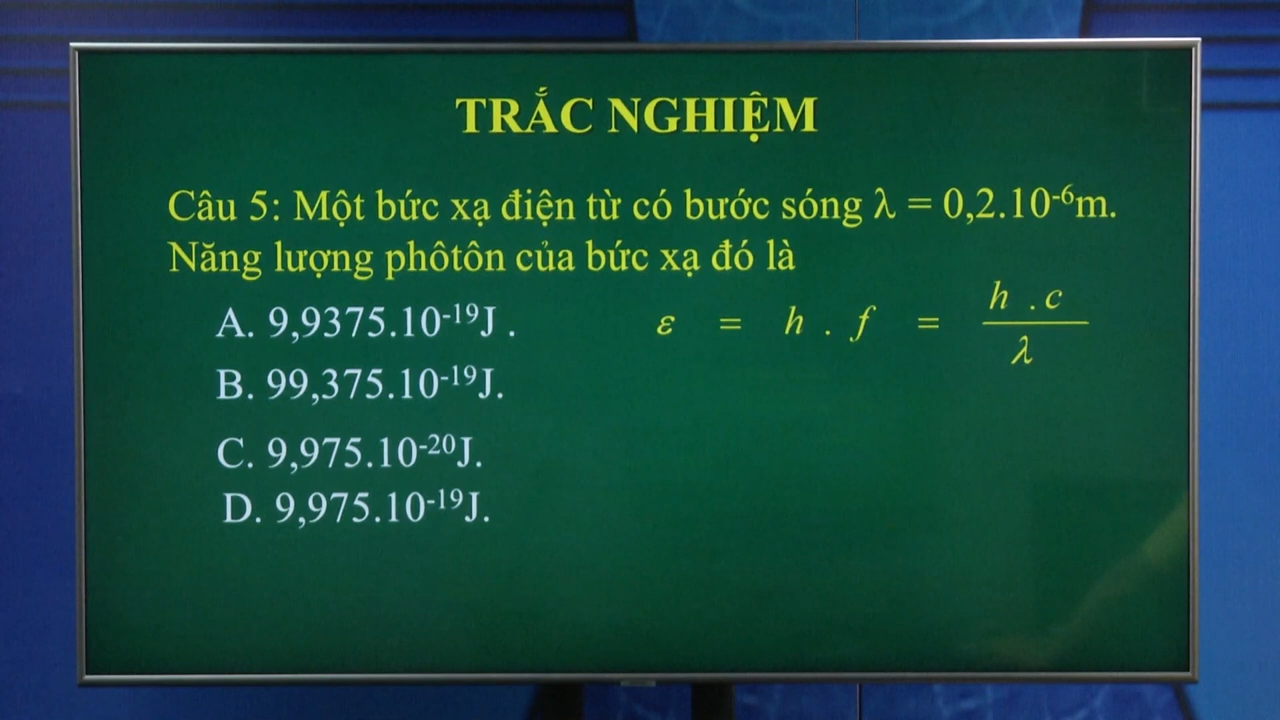 TRẮC NGHIỆM
Câu 5: Một bức xạ điện từ có bước sóng λ = 0,2.10⁻⁶m.
Năng lượng phôtôn của bức xạ đó là
A. 9,9375.10⁻¹⁹J .
ε = h . f = h . c / λ
B. 99,375.10⁻¹⁹J.
C. 9,975.10⁻²⁰J.
D. 9,975.10⁻¹⁹J.